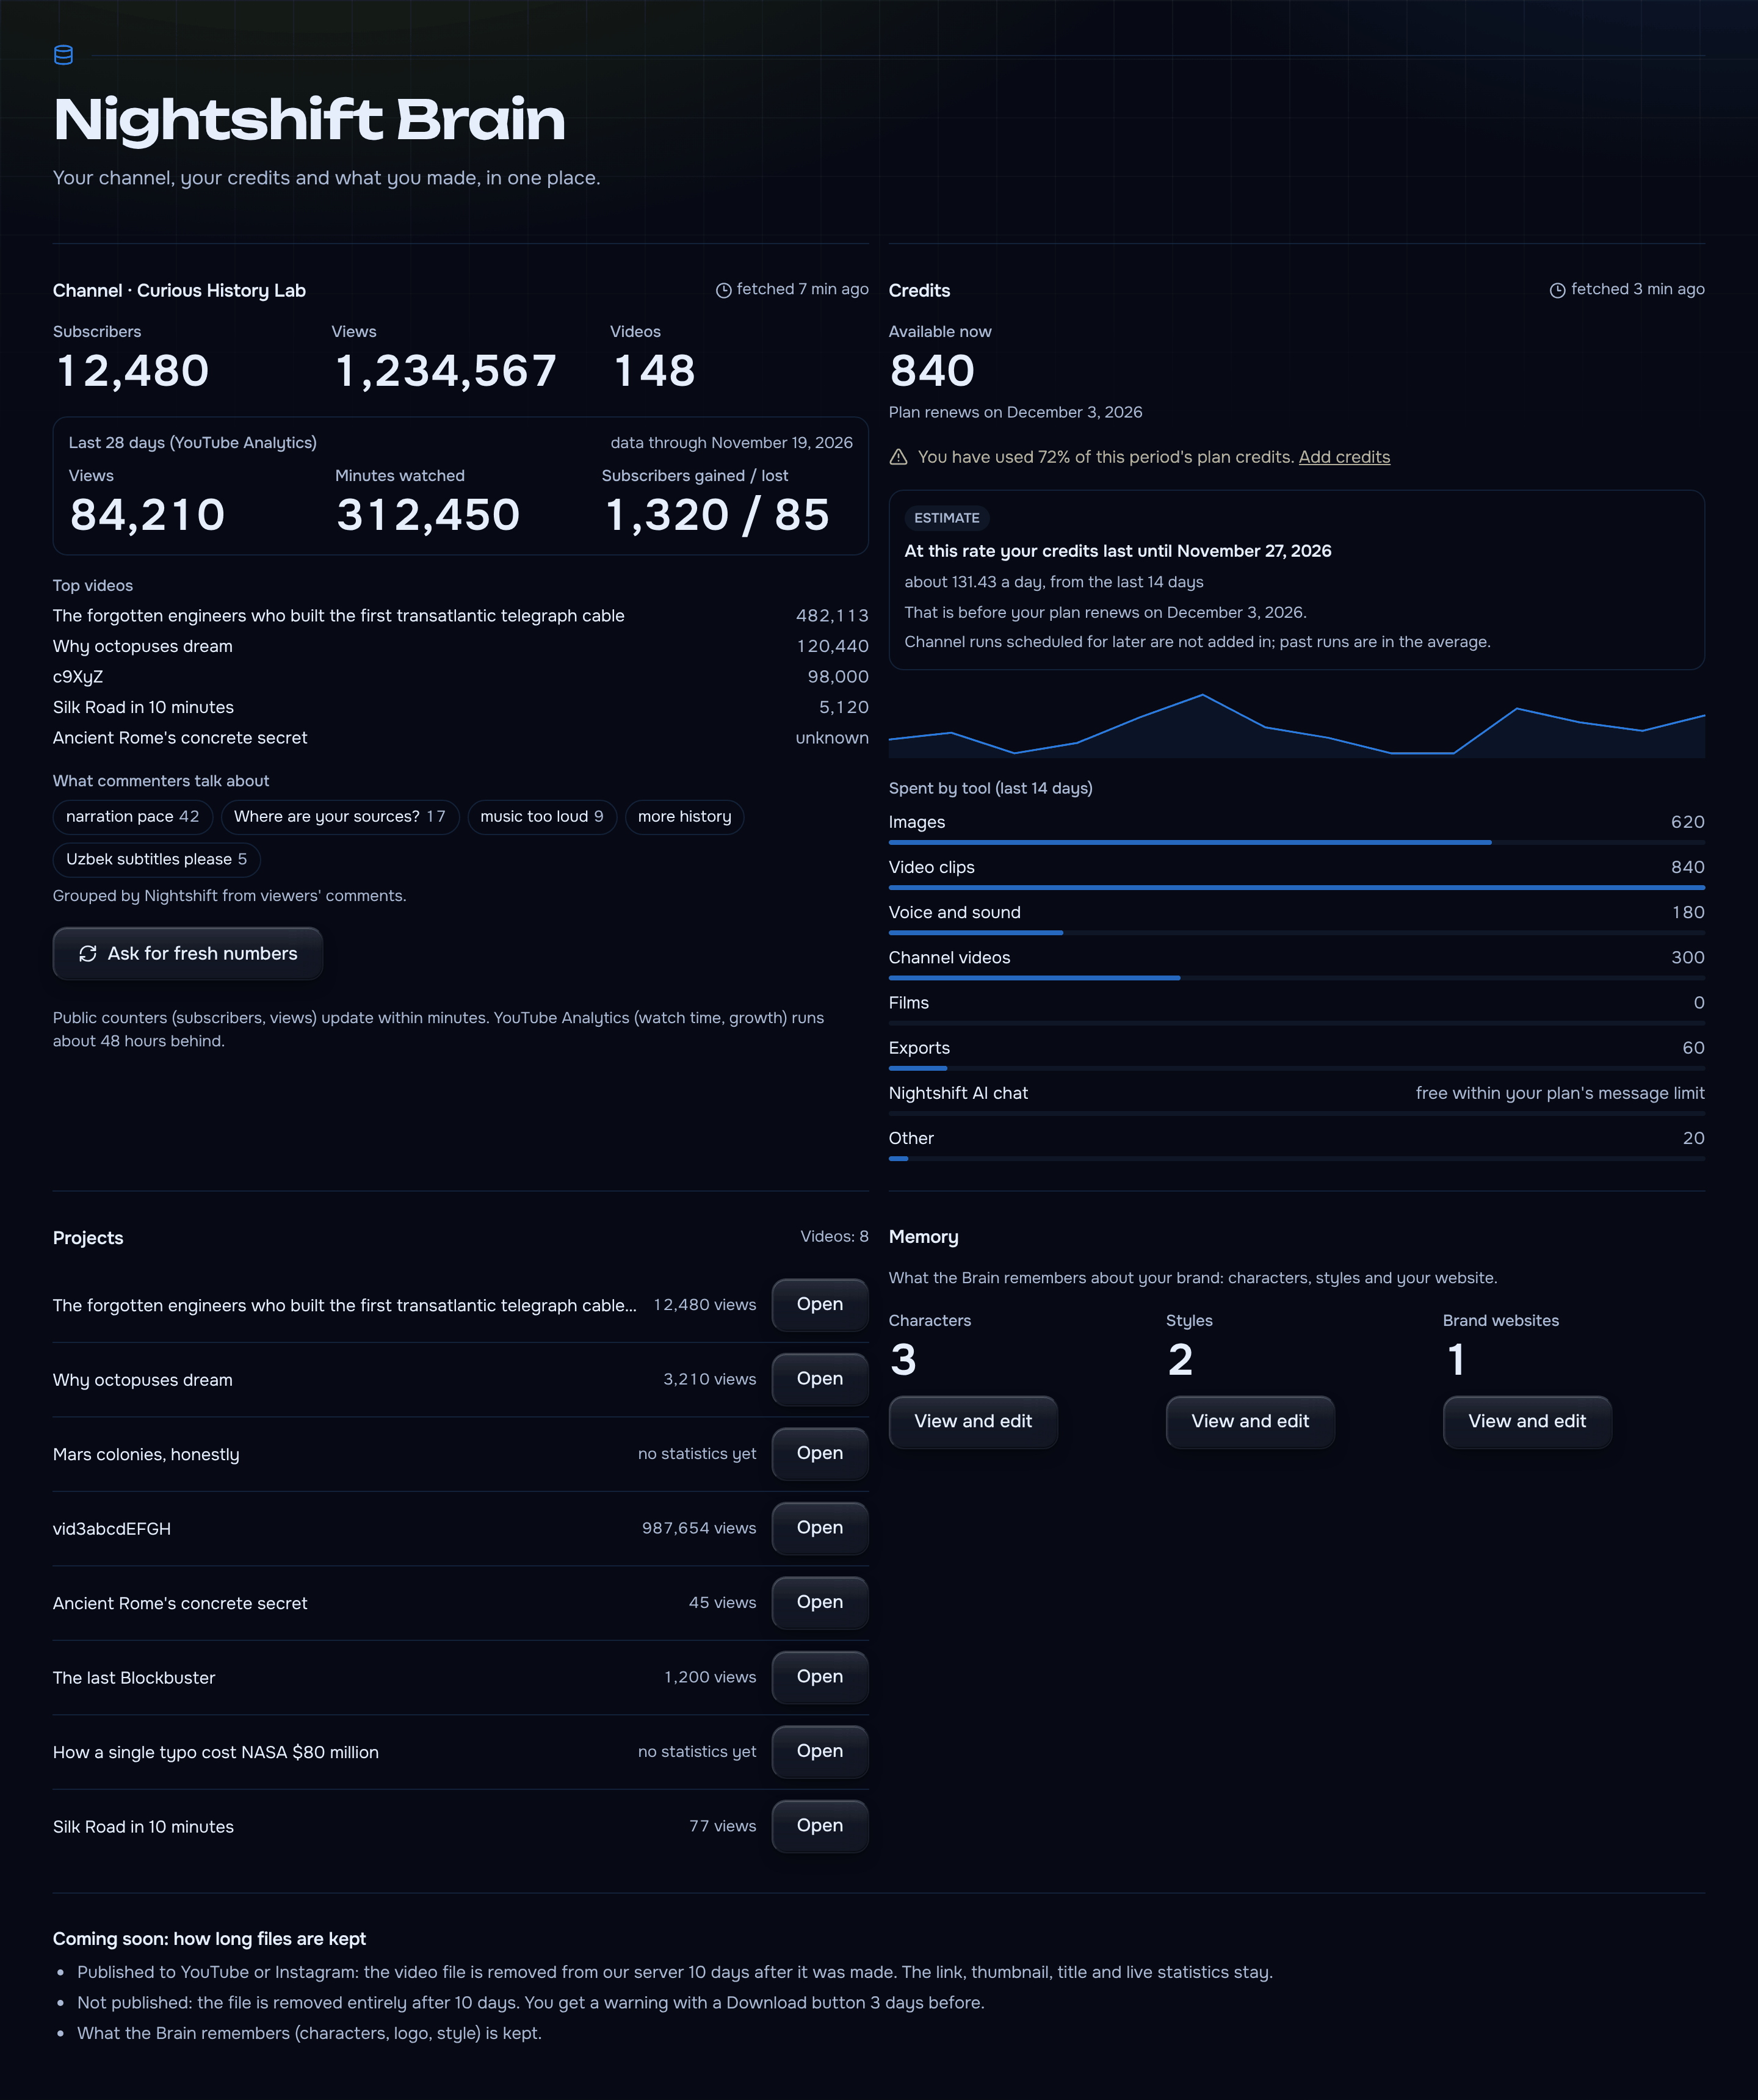 Nightshift Brain
Your channel, your credits and what you made, in one place.
Channel · Curious History Lab
fetched 7 min ago
Subscribers
Views
Videos
12,480
1,234,567
148
Last 28 days (YouTube Analytics)
data through November 19, 2026
Views
Minutes watched
Subscribers gained / lost
84,210
312,450
1,320 / 85
Top videos
The forgotten engineers who built the first transatlantic telegraph cable
482,113
Why octopuses dream
120,440
c9XyZ
98,000
Silk Road in 10 minutes
5,120
Ancient Rome's concrete secret
unknown
What commenters talk about
narration pace 42
Where are your sources? 17
music too loud 9
more history
Uzbek subtitles please 5
Grouped by Nightshift from viewers' comments.
Ask for fresh numbers
Public counters (subscribers, views) update within minutes. YouTube Analytics (watch time, growth) runs
about 48 hours behind.
Credits
fetched 3 min ago
Available now
840
Plan renews on December 3, 2026
You have used 72% of this period's plan credits. Add credits
ESTIMATE
At this rate your credits last until November 27, 2026
about 131.43 a day, from the last 14 days
That is before your plan renews on December 3, 2026.
Channel runs scheduled for later are not added in; past runs are in the average.
Spent by tool (last 14 days)
Images
620
Video clips
840
Voice and sound
180
Channel videos
300
Films
0
Exports
60
Nightshift AI chat
free within your plan's message limit
Other
20
Projects
Videos: 8
The forgotten engineers who built the first transatlantic telegraph cable...
12,480 views
Open
Why octopuses dream
3,210 views
Open
Mars colonies, honestly
no statistics yet
Open
vid3abcdEFGH
987,654 views
Open
Ancient Rome's concrete secret
45 views
Open
The last Blockbuster
1,200 views
Open
How a single typo cost NASA $80 million
no statistics yet
Open
Silk Road in 10 minutes
77 views
Open
Memory
What the Brain remembers about your brand: characters, styles and your website.
Characters
Styles
Brand websites
3
2
1
View and edit
View and edit
View and edit
Coming soon: how long files are kept
• Published to YouTube or Instagram: the video file is removed from our server 10 days after it was made. The link, thumbnail, title and live statistics stay.
• Not published: the file is removed entirely after 10 days. You get a warning with a Download button 3 days before.
• What the Brain remembers (characters, logo, style) is kept.